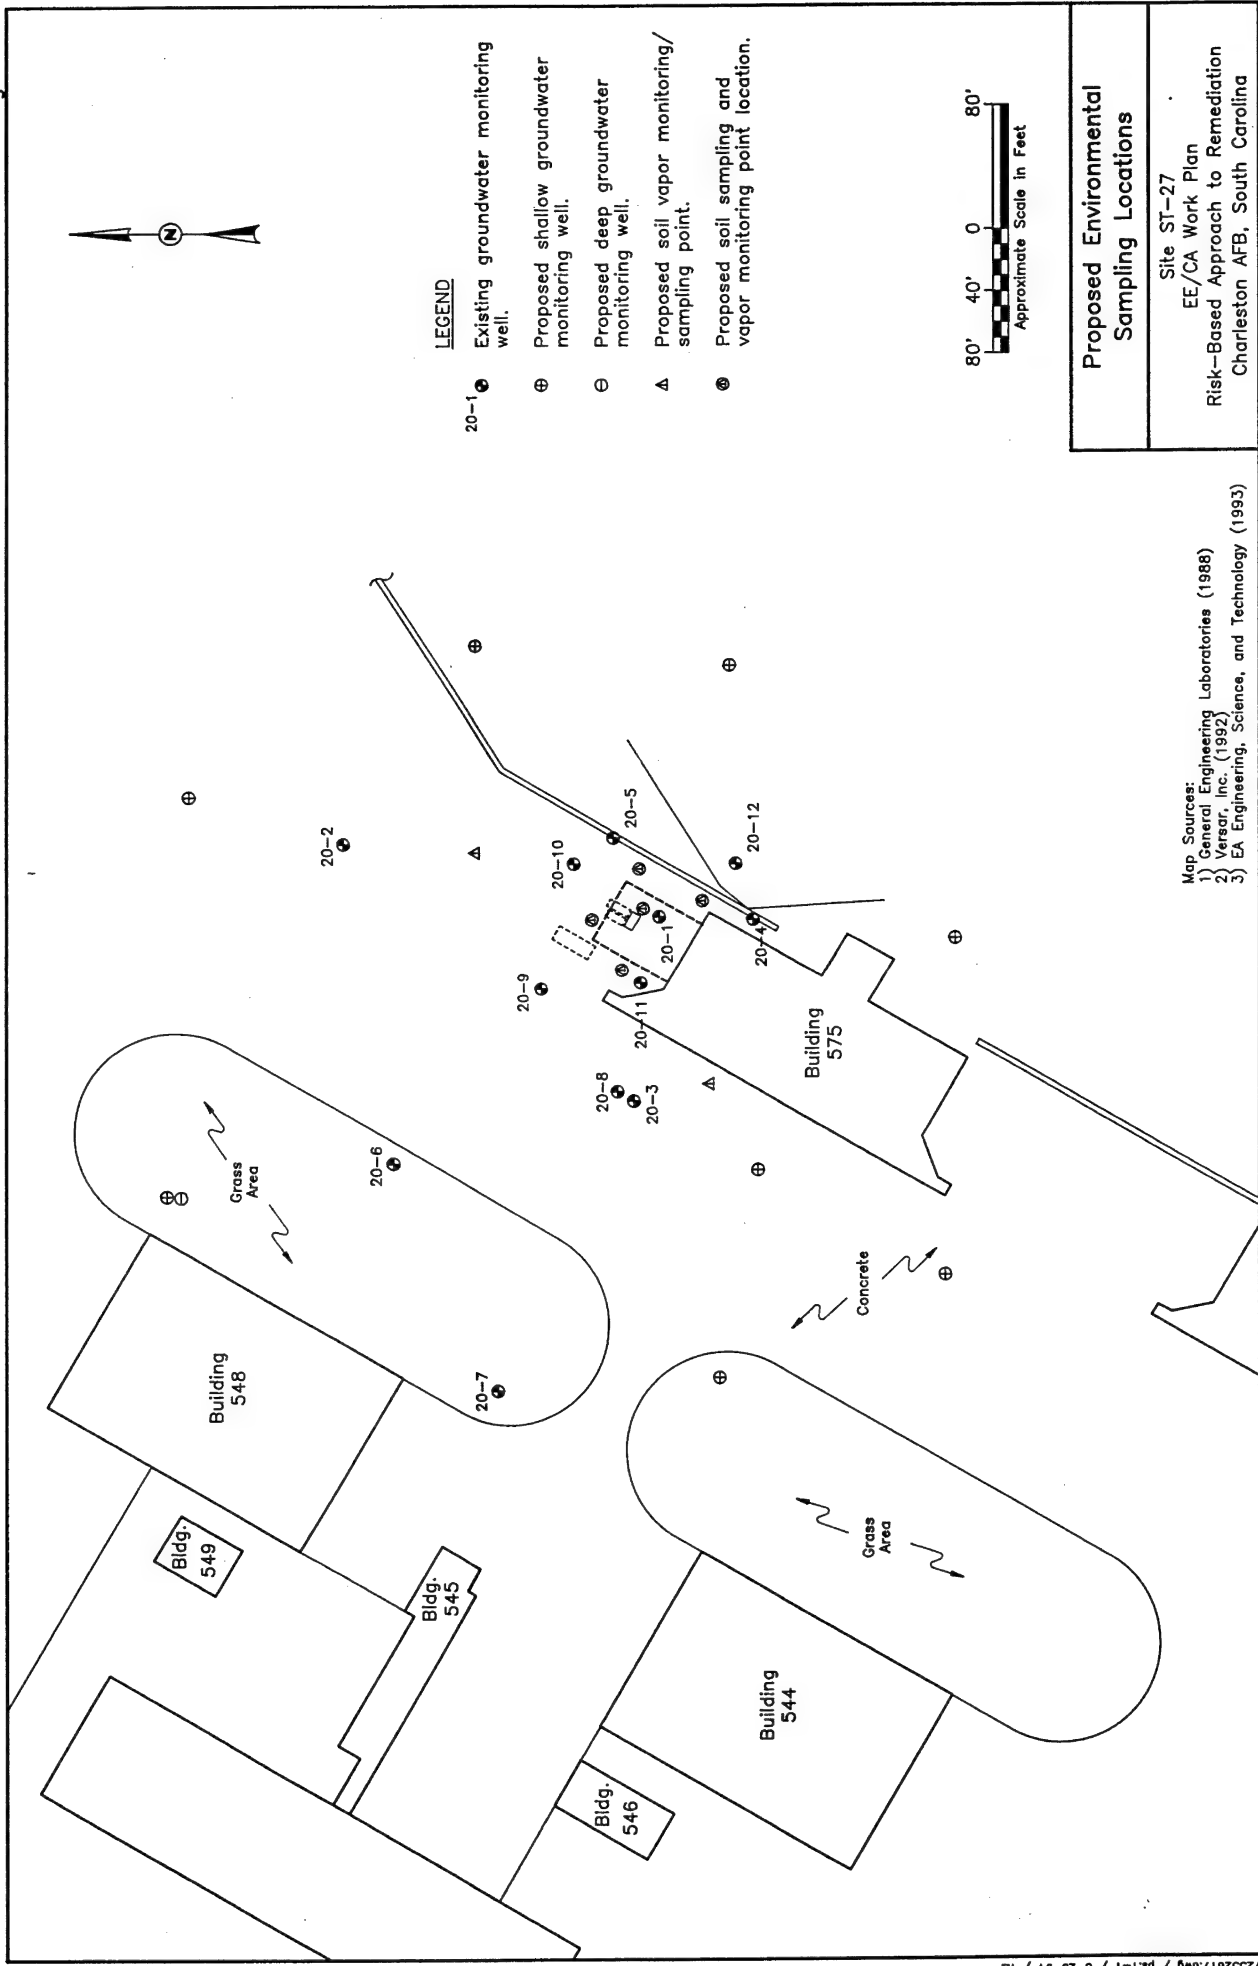 N
LEGEND
20-1
Existing groundwater monitoring
well.
Proposed shallow groundwater
monitoring well.
Proposed deep groundwater
monitoring well.
Proposed soil vapor monitoring/
sampling point.
Proposed soil sampling and
vapor monitoring point location.
80' 40' 0 80'
Approximate Scale in Feet
Bldg.
549
Building
548
Grass
Area
20-2
20-6
Bldg.
545
20-7
20-9
20-10
20-5
20-8
20-3
20-11
20-1
20-12
20-4
Bldg.
546
Building
544
Building
575
Grass
Area
Concrete
Map Sources:
1) General Engineering Laboratories (1988)
2) Versar, Inc. (1992)
3) EA Engineering, Science, and Technology (1993)
Proposed Environmental
Sampling Locations
Site ST-27
EE/CA Work Plan
Risk-Based Approach to Remediation
Charleston AFB, South Carolina